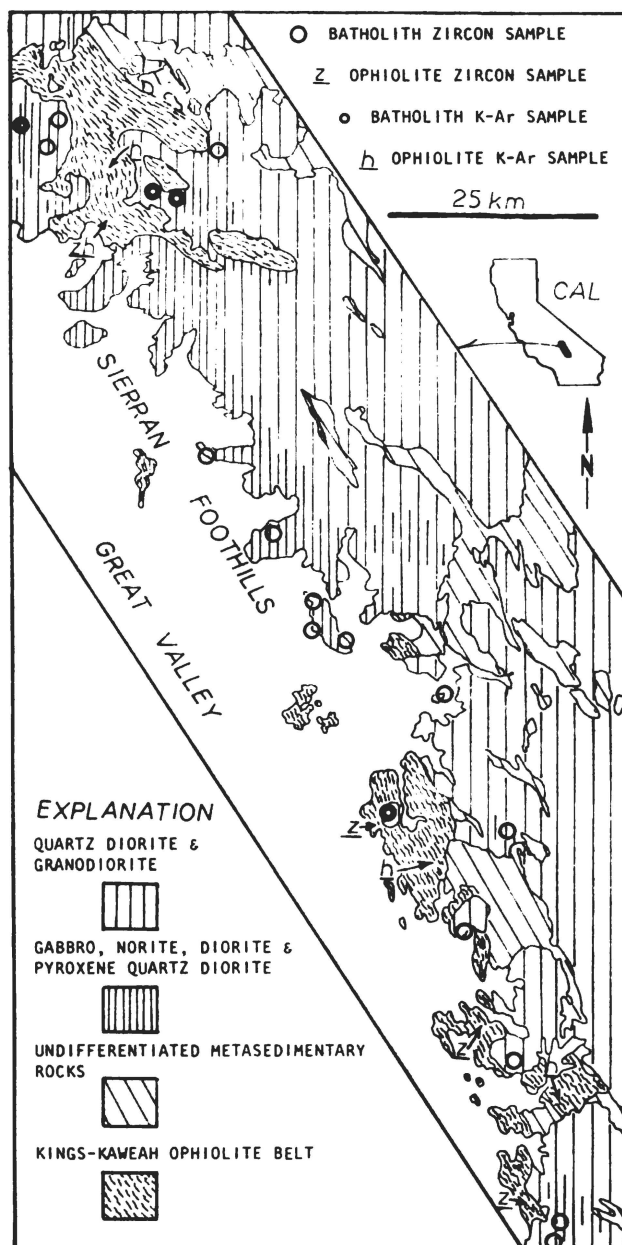 BATHOLITH ZIRCON SAMPLE
z OPHIOLITE ZIRCON SAMPLE
BATHOLITH K-Ar SAMPLE
h OPHIOLITE K-Ar SAMPLE
25 km
CAL
N
h
zh
SIERRAN
FOOTHILLS
GREAT VALLEY
z
h
z
h
z
EXPLANATION
QUARTZ DIORITE &
GRANODIORITE
GABBRO, NORITE, DIORITE &
PYROXENE QUARTZ DIORITE
UNDIFFERENTIATED METASEDIMENTARY
ROCKS
KINGS-KAWEAH OPHIOLITE BELT